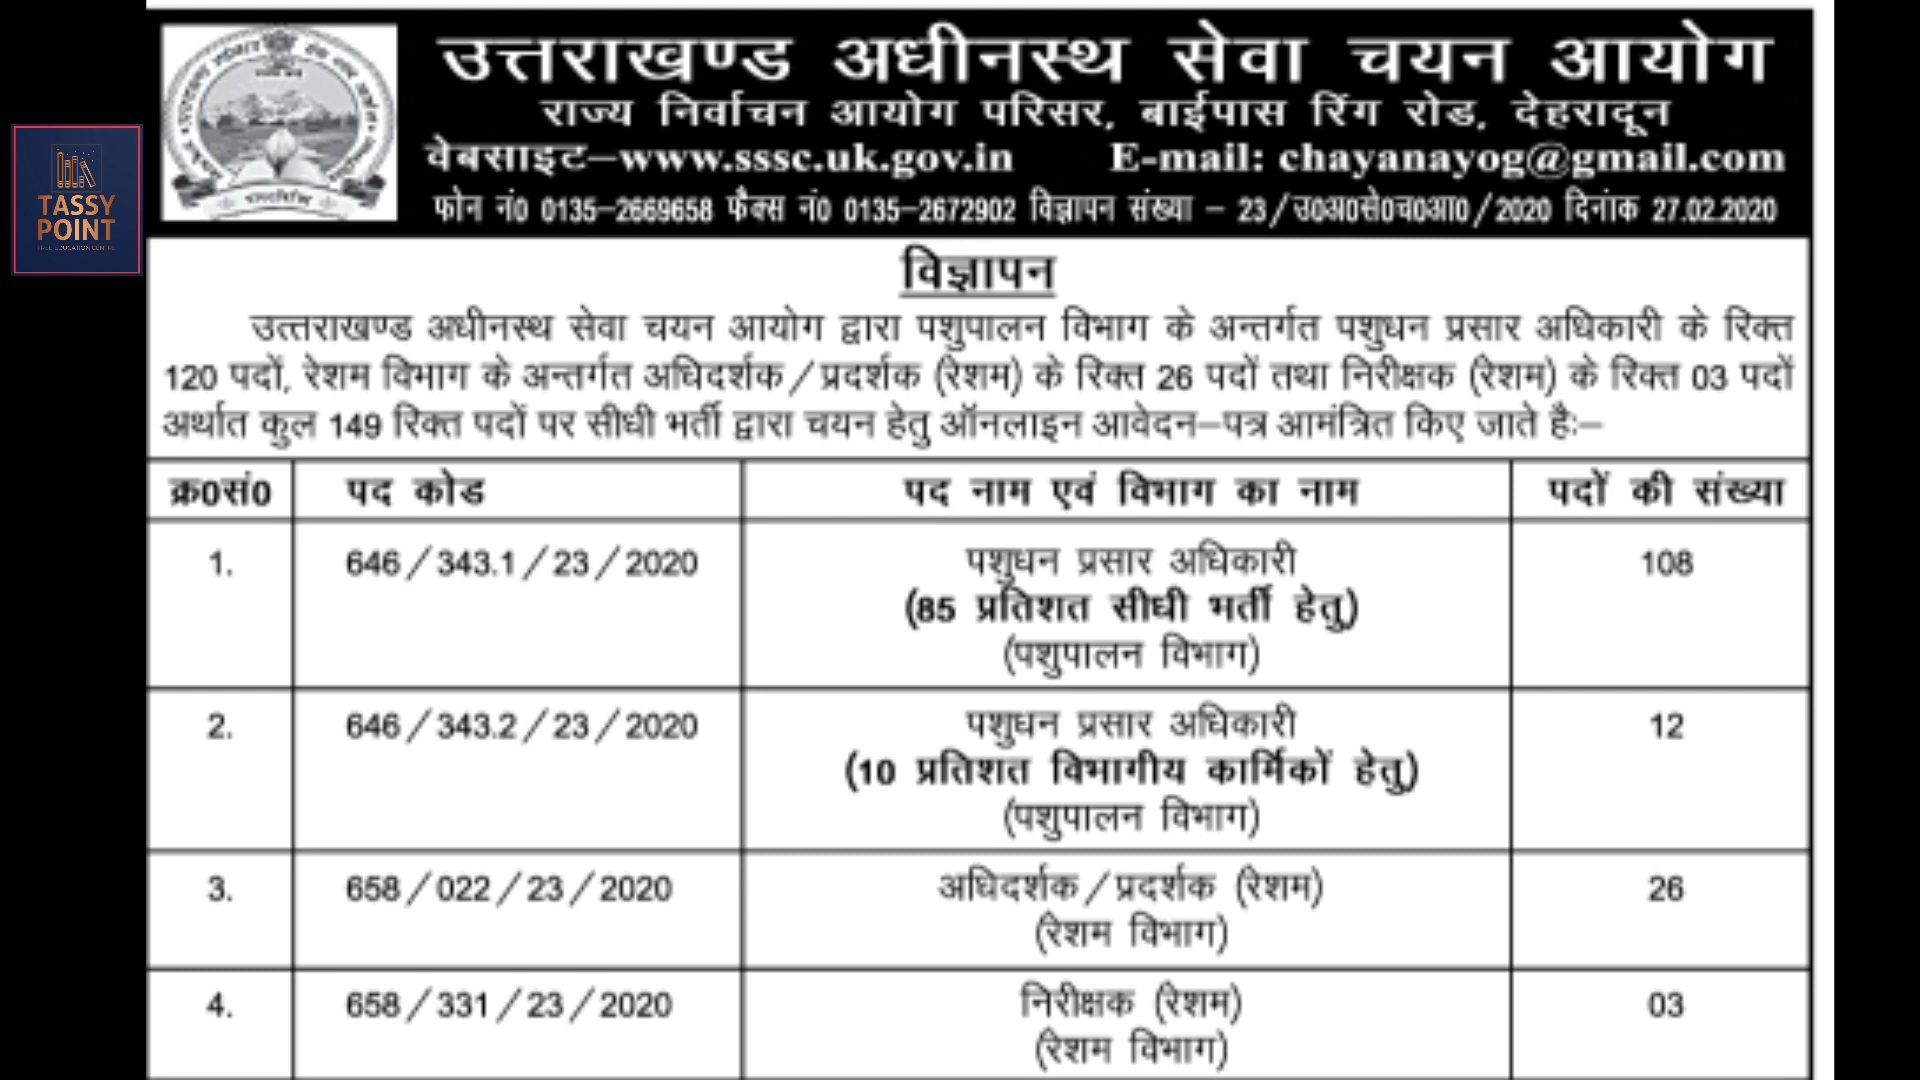 उत्तराखण्ड अधीनस्थ सेवा चयन आयोग
राज्य निर्वाचन आयोग परिसर, बाईपास रिंग रोड, देहरादून
वेबसाइट–www.sssc.uk.gov.in E-mail: chayanayog@gmail.com
फोन नं0 0135–2669658 फैक्स नं0 0135–2672902 विज्ञापन संख्या – 23/उ0अ0से0च0आ0/2020 दिनांक 27.02.2020
TASSY
POINT
FREE EDUCATION CENTRE
विज्ञापन
उत्तराखण्ड अधीनस्थ सेवा चयन आयोग द्वारा पशुपालन विभाग के अन्तर्गत पशुधन प्रसार अधिकारी के रिक्त
120 पदों, रेशम विभाग के अन्तर्गत अधिदर्शक/प्रदर्शक (रेशम) के रिक्त 26 पदों तथा निरीक्षक (रेशम) के रिक्त 03 पदों
अर्थात कुल 149 रिक्त पदों पर सीधी भर्ती द्वारा चयन हेतु ऑनलाइन आवेदन–पत्र आमंत्रित किए जाते हैः–
क्र0सं0 पद कोड पद नाम एवं विभाग का नाम पदों की संख्या
1. 646/343.1/23/2020 पशुधन प्रसार अधिकारी 108
(85 प्रतिशत सीधी भर्ती हेतु)
(पशुपालन विभाग)
2. 646/343.2/23/2020 पशुधन प्रसार अधिकारी 12
(10 प्रतिशत विभागीय कार्मिकों हेतु)
(पशुपालन विभाग)
3. 658/022/23/2020 अधिदर्शक/प्रदर्शक (रेशम) 26
(रेशम विभाग)
4. 658/331/23/2020 निरीक्षक (रेशम) 03
(रेशम विभाग)